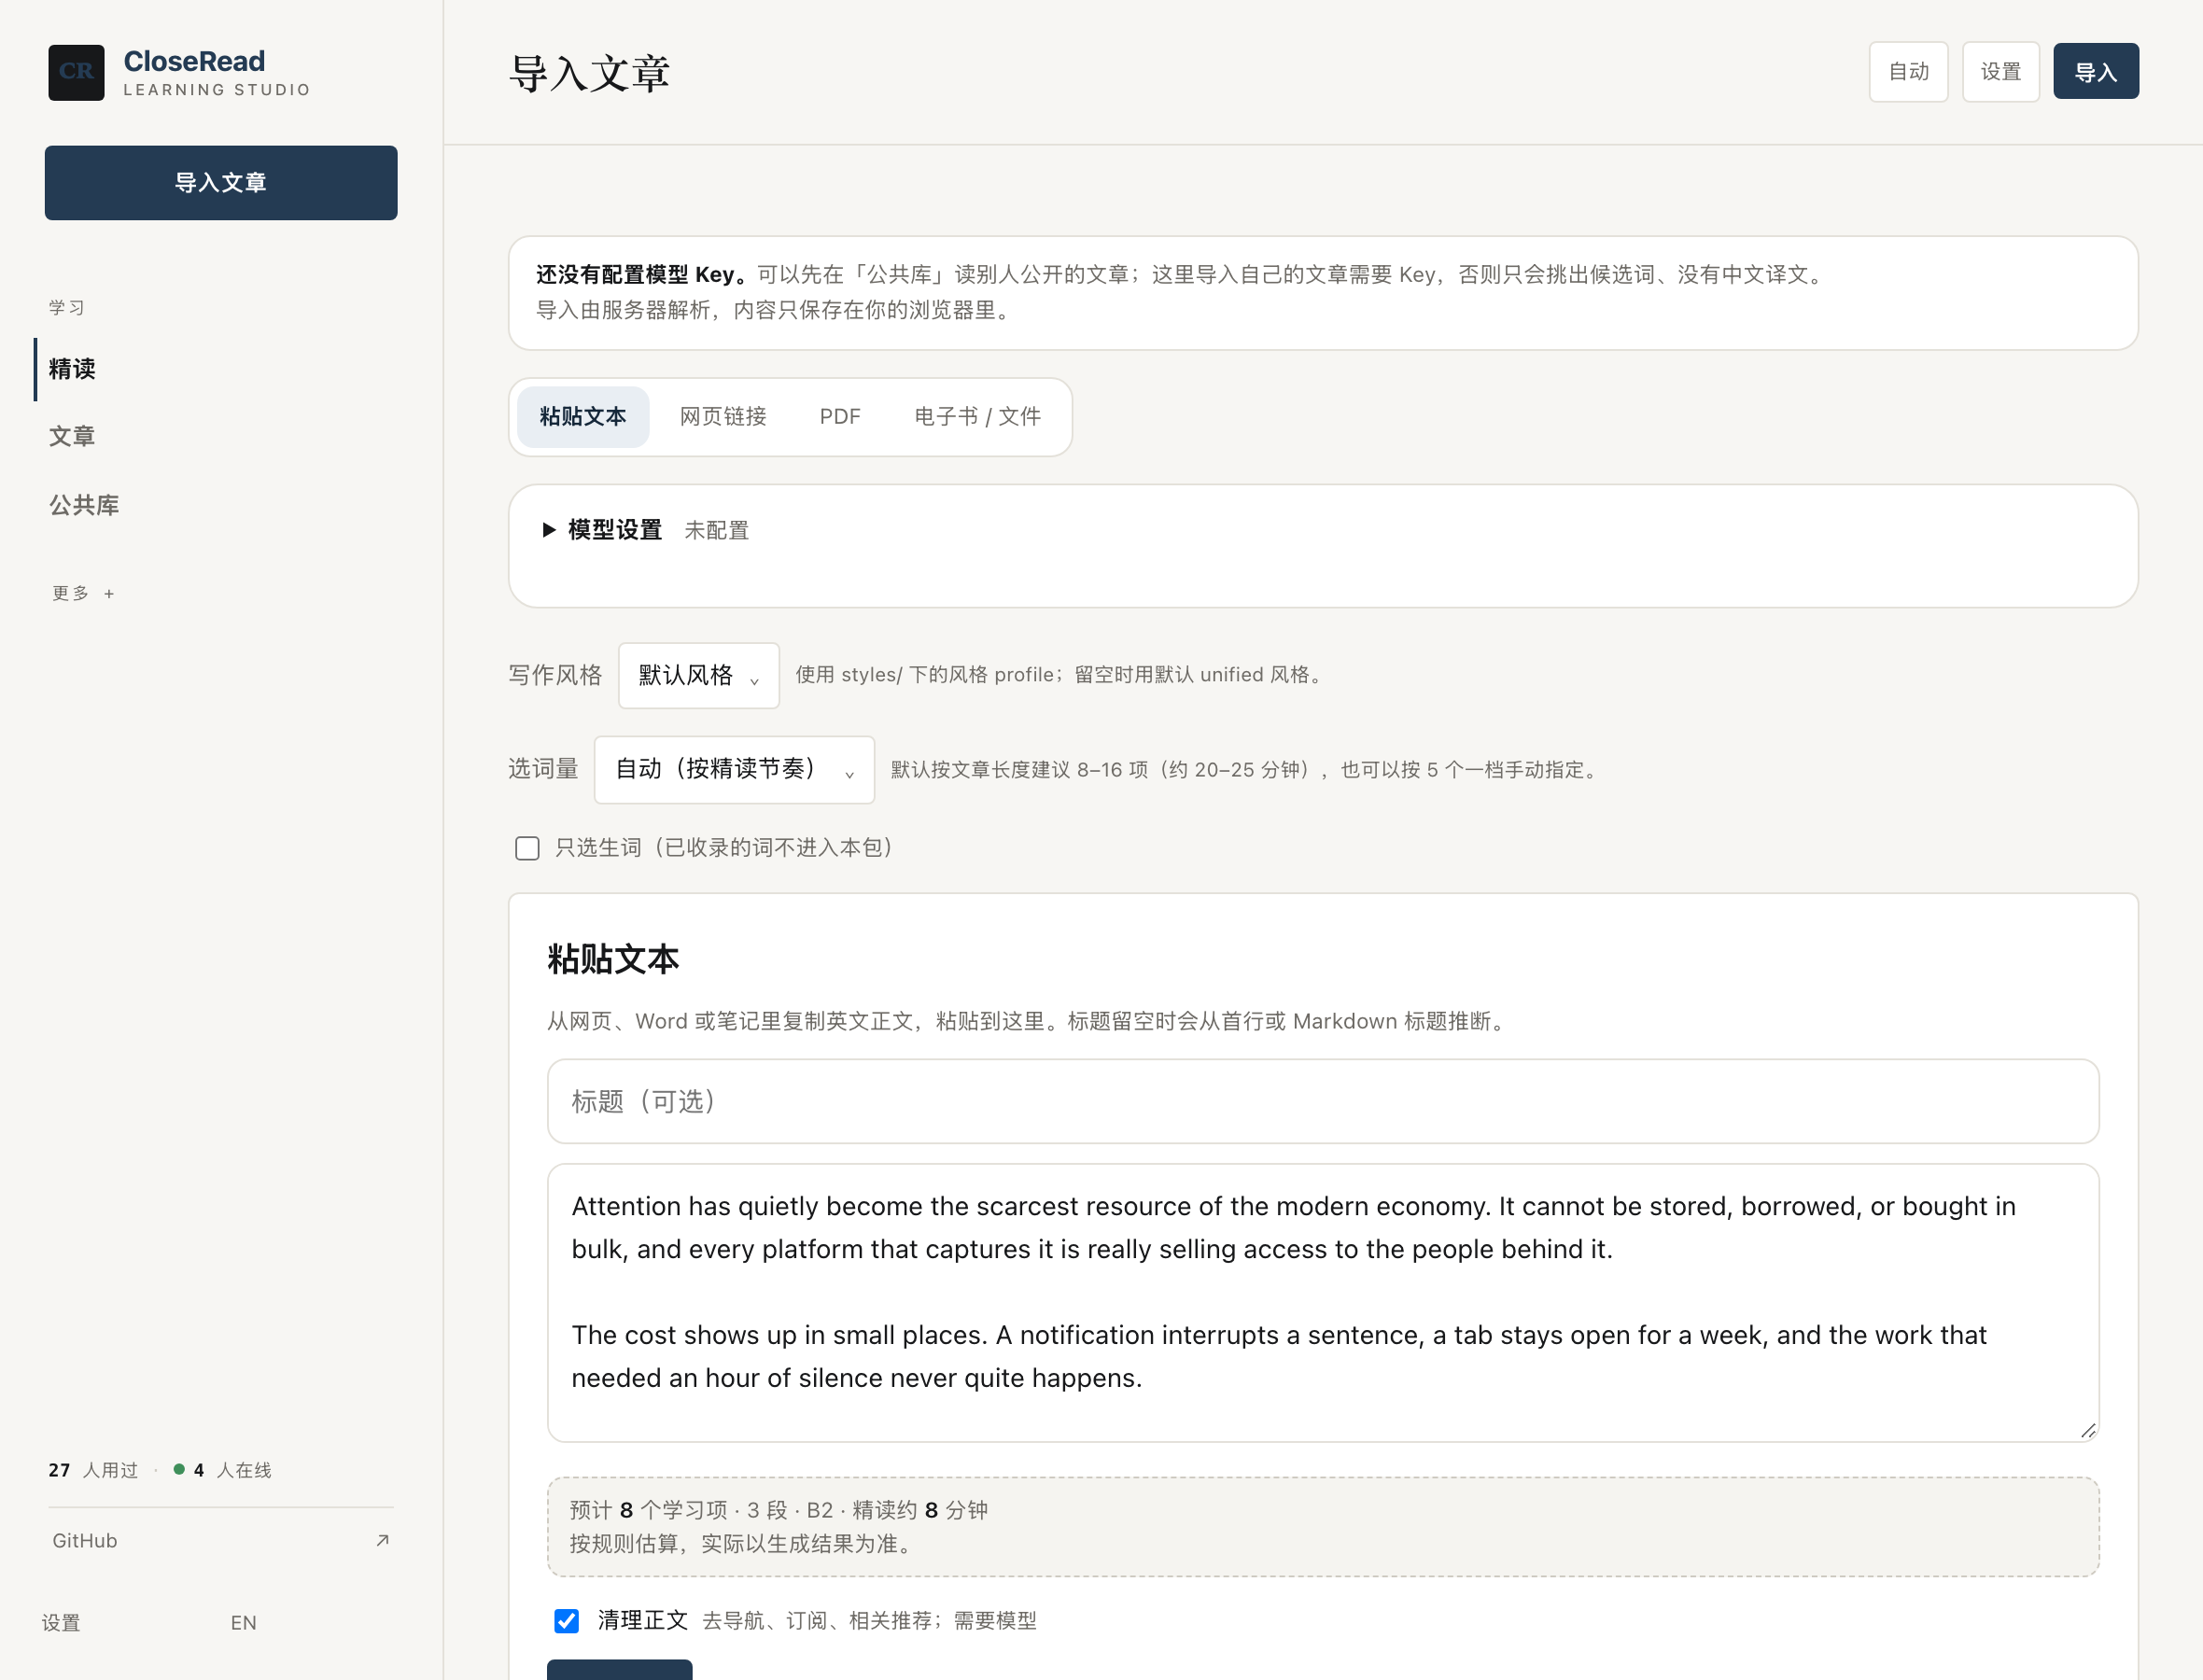 CR
CloseRead
LEARNING STUDIO
导入文章
学习
精读
文章
公共库
更多 +
27 人用过 · 4 人在线
GitHub ↗
设置 EN
导入文章
自动 设置 导入
还没有配置模型 Key。可以先在「公共库」读别人公开的文章；这里导入自己的文章需要 Key，否则只会挑出候选词、没有中文译文。
导入由服务器解析，内容只保存在你的浏览器里。
粘贴文本 网页链接 PDF 电子书 / 文件
模型设置 未配置
写作风格 默认风格 使用 styles/ 下的风格 profile；留空时用默认 unified 风格。
选词量 自动（按精读节奏） 默认按文章长度建议 8–16 项（约 20–25 分钟），也可以按 5 个一档手动指定。
只选生词（已收录的词不进入本包）
粘贴文本
从网页、Word 或笔记里复制英文正文，粘贴到这里。标题留空时会从首行或 Markdown 标题推断。
标题（可选）
Attention has quietly become the scarcest resource of the modern economy. It cannot be stored, borrowed, or bought in
bulk, and every platform that captures it is really selling access to the people behind it.
The cost shows up in small places. A notification interrupts a sentence, a tab stays open for a week, and the work that
needed an hour of silence never quite happens.
预计 8 个学习项 · 3 段 · B2 · 精读约 8 分钟
按规则估算，实际以生成结果为准。
清理正文 去导航、订阅、相关推荐；需要模型